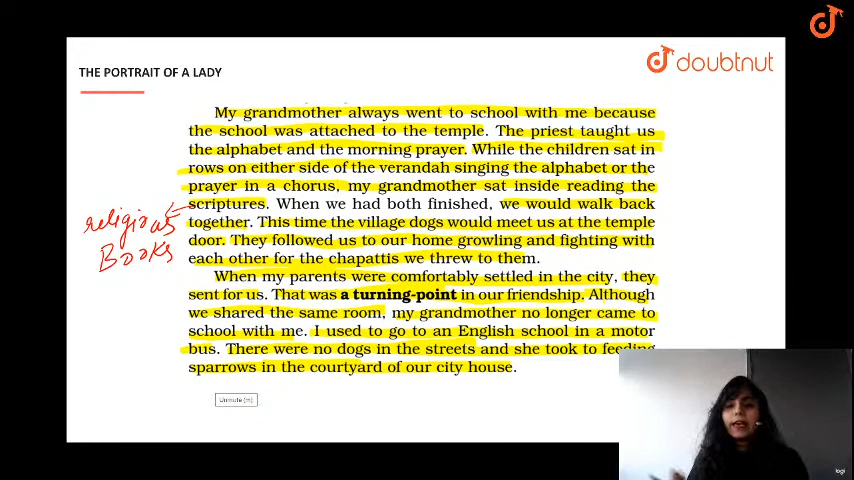 THE PORTRAIT OF A LADY
doubtnut
My grandmother always went to school with me because
the school was attached to the temple. The priest taught us
the alphabet and the morning prayer. While the children sat in
rows on either side of the verandah singing the alphabet or the
prayer in a chorus, my grandmother sat inside reading the
scriptures. When we had both finished, we would walk back
together. This time the village dogs would meet us at the temple
door. They followed us to our home growling and fighting with
each other for the chapattis we threw to them.
religious
Books
When my parents were comfortably settled in the city, they
sent for us. That was a turning-point in our friendship. Although
we shared the same room, my grandmother no longer came to
school with me. I used to go to an English school in a motor
bus. There were no dogs in the streets and she took to feeding
sparrows in the courtyard of our city house.
Unmute (m)
logi